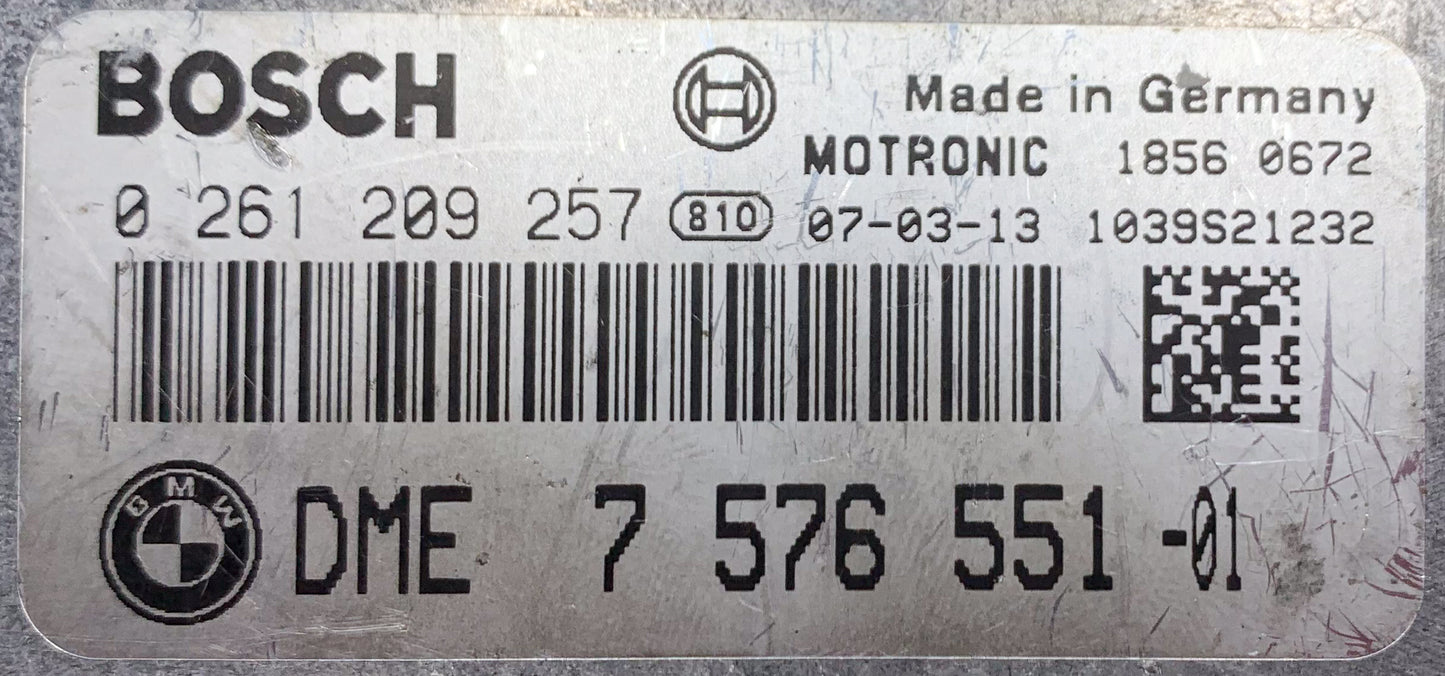 BOSCH
Made in Germany
MOTRONIC 1856 0672
0 261 209 257 810 07-03-13 1039S21232
BMW
DME 7 576 551 -01